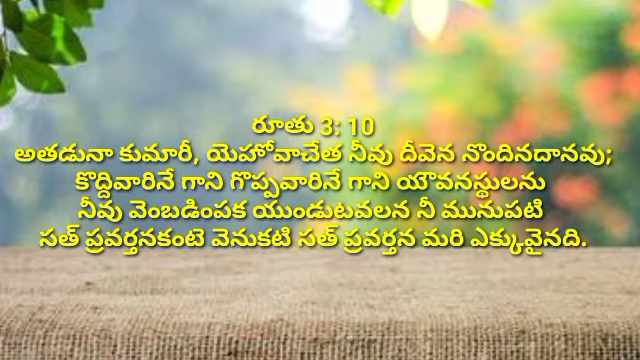 రూతు 3: 10
అతడునా కుమారీ, యెహోవాచేత నీవు దీవెన నొందినదానవు;
కొద్దివారినే గాని గొప్పవారినే గాని యౌవనస్థులను
నీవు వెంబడింపక యుండుటవలన నీ మునుపటి
సత్ ప్రవర్తనకంటె వెనుకటి సత్ ప్రవర్తన మరి ఎక్కువైనది.